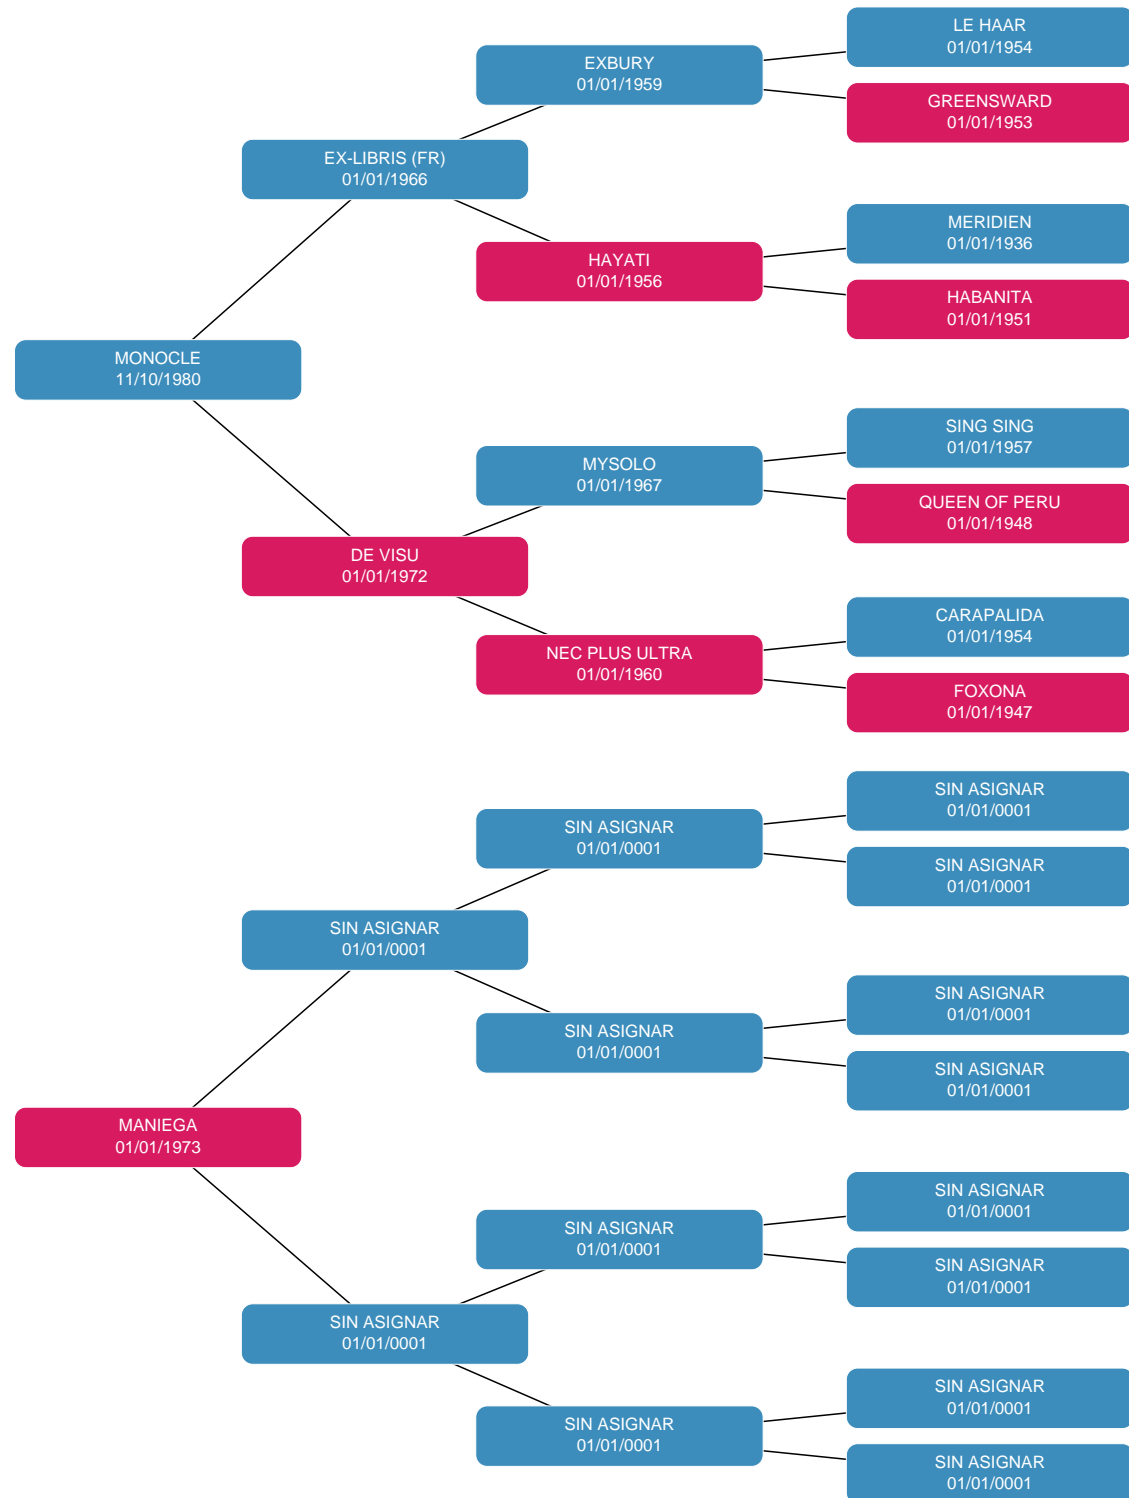 LE HAAR
01/01/1954
EXBURY
01/01/1959
GREENSWARD
01/01/1953
EX-LIBRIS (FR)
01/01/1966
MERIDIEN
01/01/1936
HAYATI
01/01/1956
HABANITA
01/01/1951
MONOCLE
11/10/1980
SING SING
01/01/1957
MYSOLO
01/01/1967
QUEEN OF PERU
01/01/1948
DE VISU
01/01/1972
CARAPALIDA
01/01/1954
NEC PLUS ULTRA
01/01/1960
FOXONA
01/01/1947
SIN ASIGNAR
01/01/0001
SIN ASIGNAR
01/01/0001
SIN ASIGNAR
01/01/0001
SIN ASIGNAR
01/01/0001
SIN ASIGNAR
01/01/0001
SIN ASIGNAR
01/01/0001
SIN ASIGNAR
01/01/0001
MANIEGA
01/01/1973
SIN ASIGNAR
01/01/0001
SIN ASIGNAR
01/01/0001
SIN ASIGNAR
01/01/0001
SIN ASIGNAR
01/01/0001
SIN ASIGNAR
01/01/0001
SIN ASIGNAR
01/01/0001
SIN ASIGNAR
01/01/0001